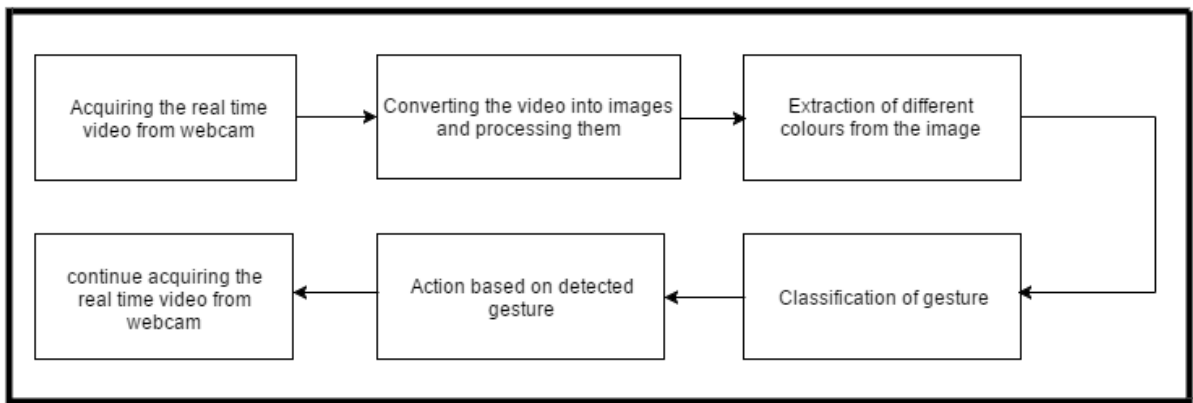 Acquiring the real time
video from webcam
Converting the video into images
and processing them
Extraction of different
colours from the image
Classification of gesture
Action based on detected
gesture
continue acquiring the
real time video from
webcam